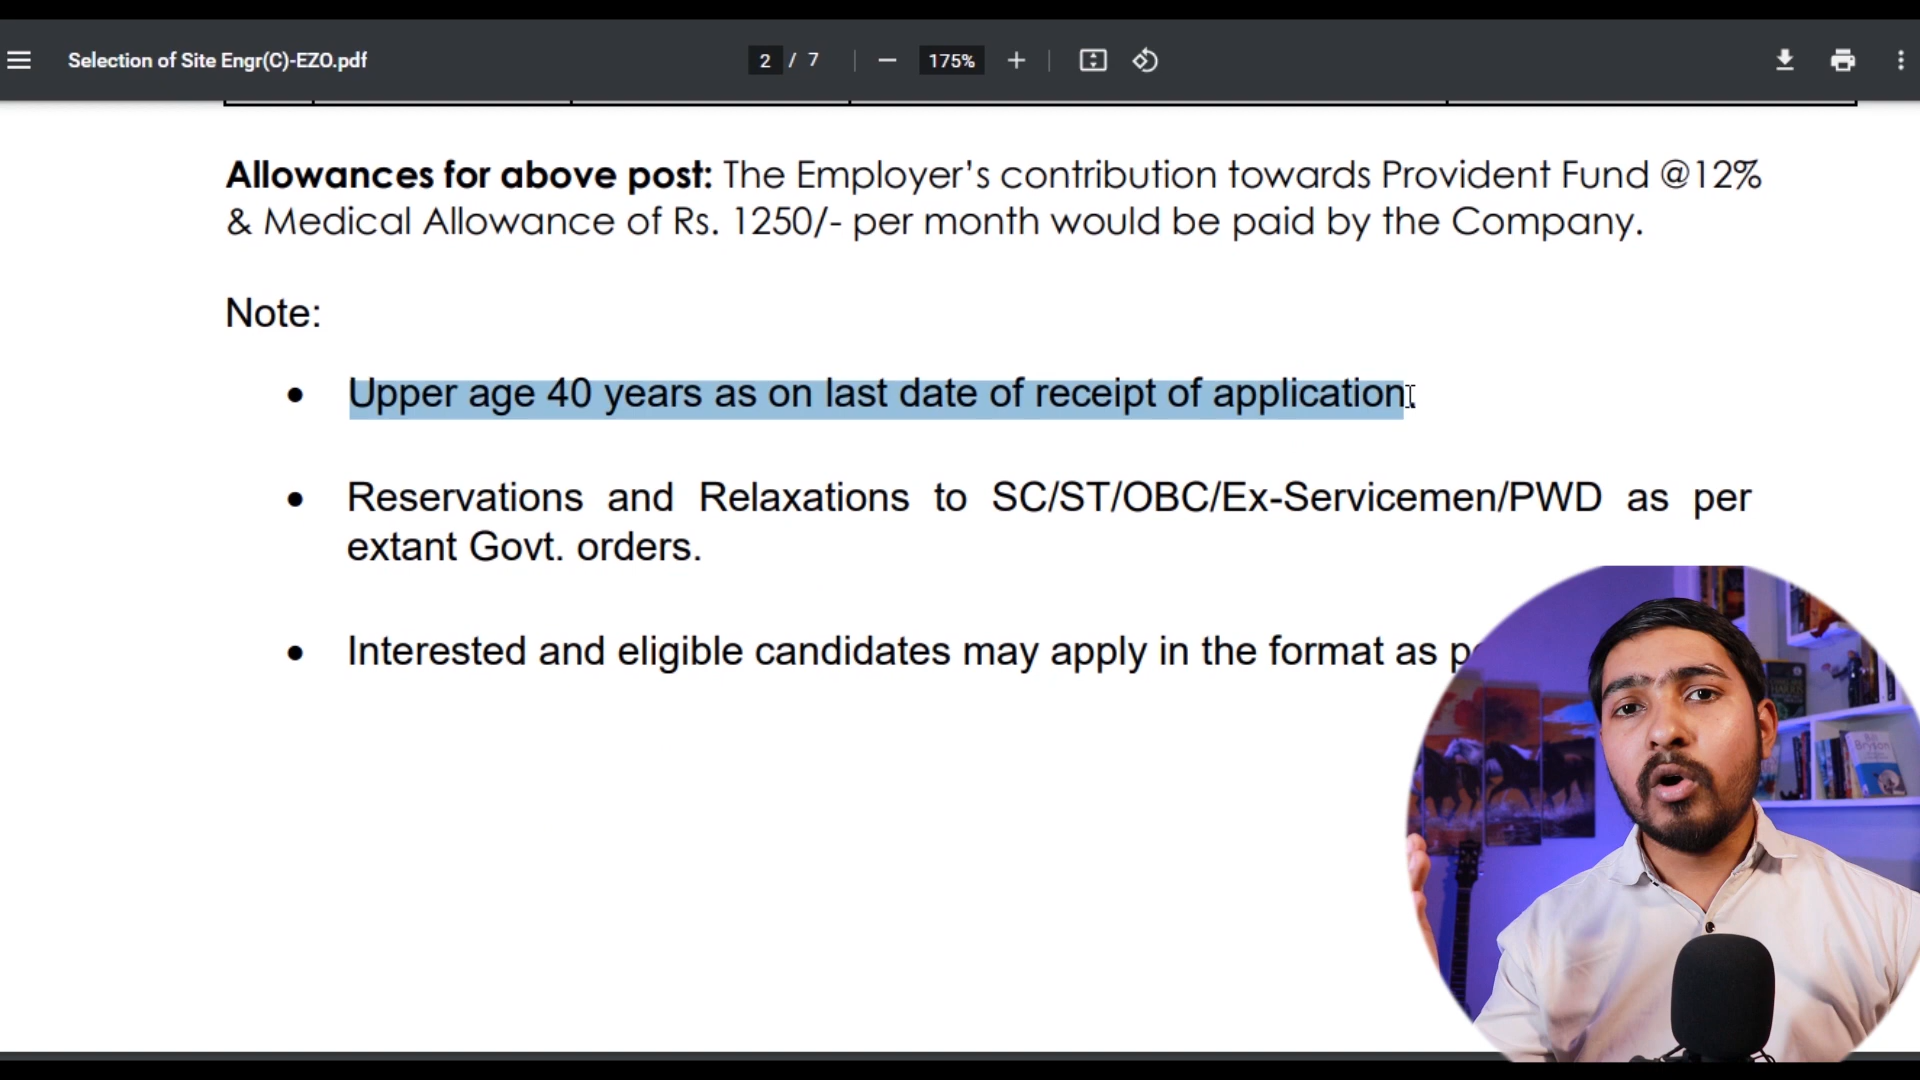 Selection of Site Engr(C)-EZO.pdf
2 / 7
175%
Allowances for above post: The Employer's contribution towards Provident Fund @12%
& Medical Allowance of Rs. 1250/- per month would be paid by the Company.
Note:
• Upper age 40 years as on last date of receipt of application.
• Reservations and Relaxations to SC/ST/OBC/Ex-Servicemen/PWD as per
extant Govt. orders.
• Interested and eligible candidates may apply in the format as
Bill
Bryson